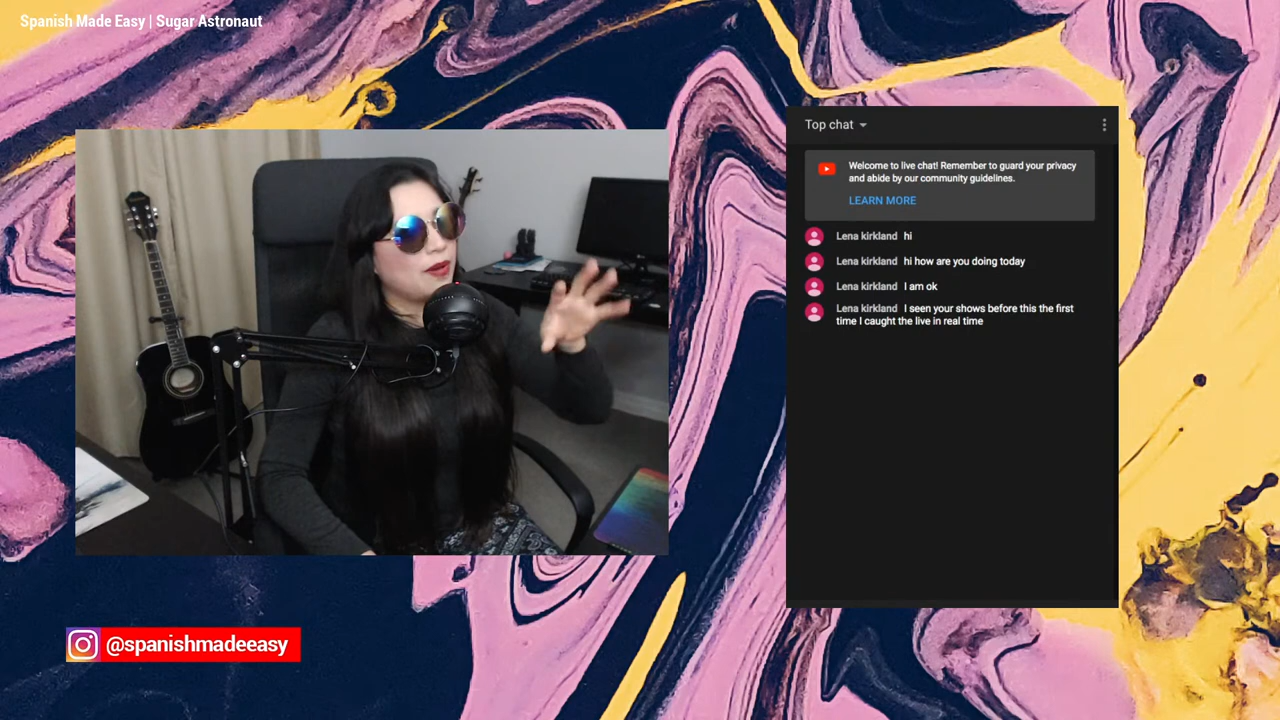 Spanish Made Easy | Sugar Astronaut
Top chat
Welcome to live chat! Remember to guard your privacy
and abide by our community guidelines.
LEARN MORE
Lena kirkland hi
Lena kirkland hi how are you doing today
Lena kirkland I am ok
Lena kirkland I seen your shows before this the first
time I caught the live in real time
@spanishmadeeasy